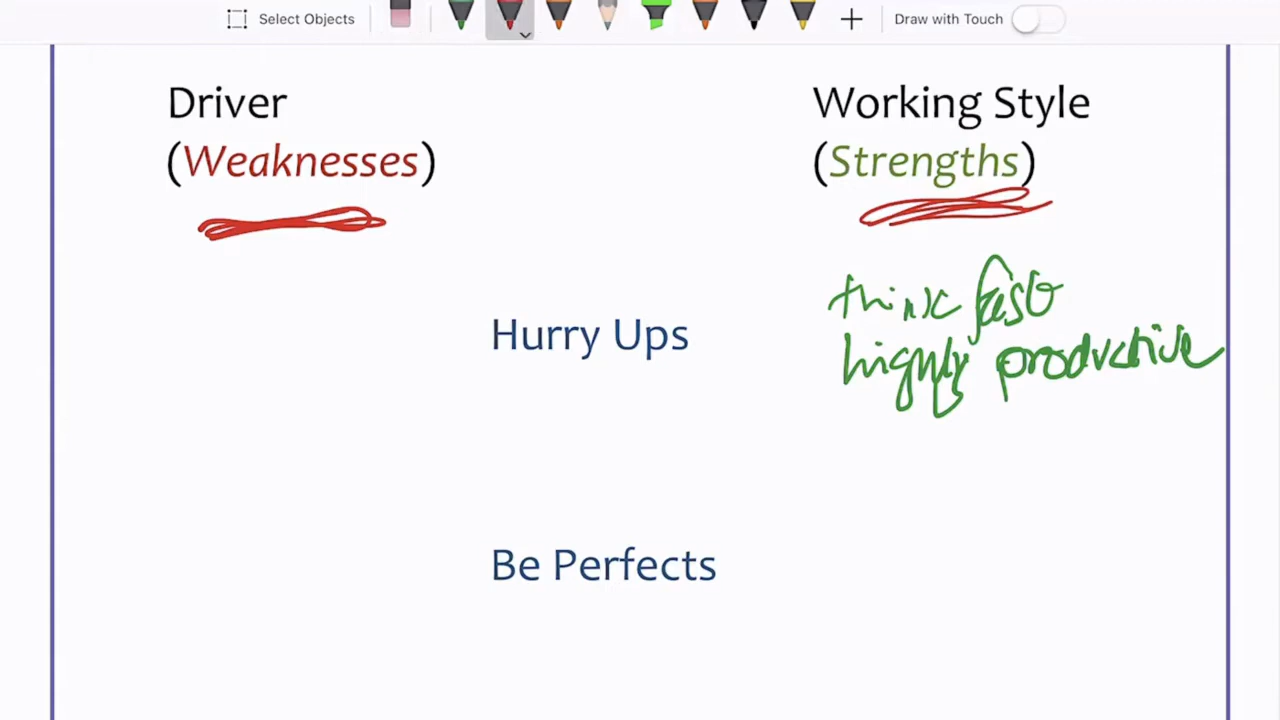 Select Objects
Draw with Touch
Driver
(Weaknesses)
Working Style
(Strengths)
think fast
Hurry Ups
highly productive
Be Perfects